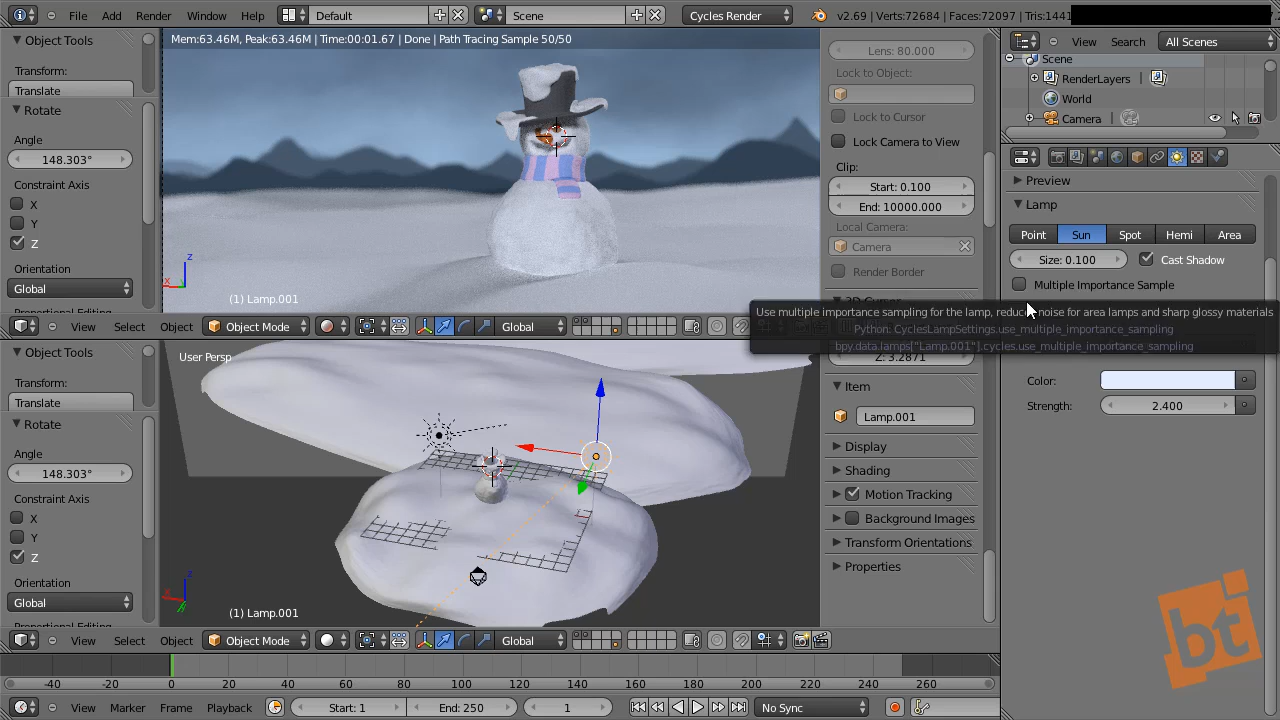 File Add Render Window Help Default Scene Cycles Render v2.69 | Verts:72684 | Faces:72097 | Tris:1441
Mem:63.46M, Peak:63.46M | Time:00:01.67 | Done | Path Tracing Sample 50/50
Object Tools
Transform:
Translate
Rotate
Angle
148.303°
Constraint Axis
X
Y
Z
Orientation
Global
(1) Lamp.001
View Select Object Object Mode Global
Lens: 80.000
Lock to Object:
Lock to Cursor
Lock Camera to View
Clip:
Start: 0.100
End: 10000.000
Local Camera:
Camera
Render Border
View Search All Scenes
Scene
RenderLayers
World
Camera
Preview
Lamp
Point Sun Spot Hemi Area
Size: 0.100 Cast Shadow
Multiple Importance Sample
Use multiple importance sampling for the lamp, reduces noise for area lamps and sharp glossy materials
Python: CyclesLampSettings.use_multiple_importance_sampling
bpy.data.lamps["Lamp.001"].cycles.use_multiple_importance_sampling
Color:
Strength: 2.400
Object Tools
Translate
Rotate
Angle
148.303°
Constraint Axis
X
Y
Z
Orientation
Global
User Persp
(1) Lamp.001
View Select Object Object Mode Global
Z: 3.2871
Item
Lamp.001
Display
Shading
Motion Tracking
Background Images
Transform Orientations
Properties
bt
-40 -20 0 20 40 60 80 100 120 140 160 180 200 220 240 260
View Marker Frame Playback Start: 1 End: 250 1 No Sync